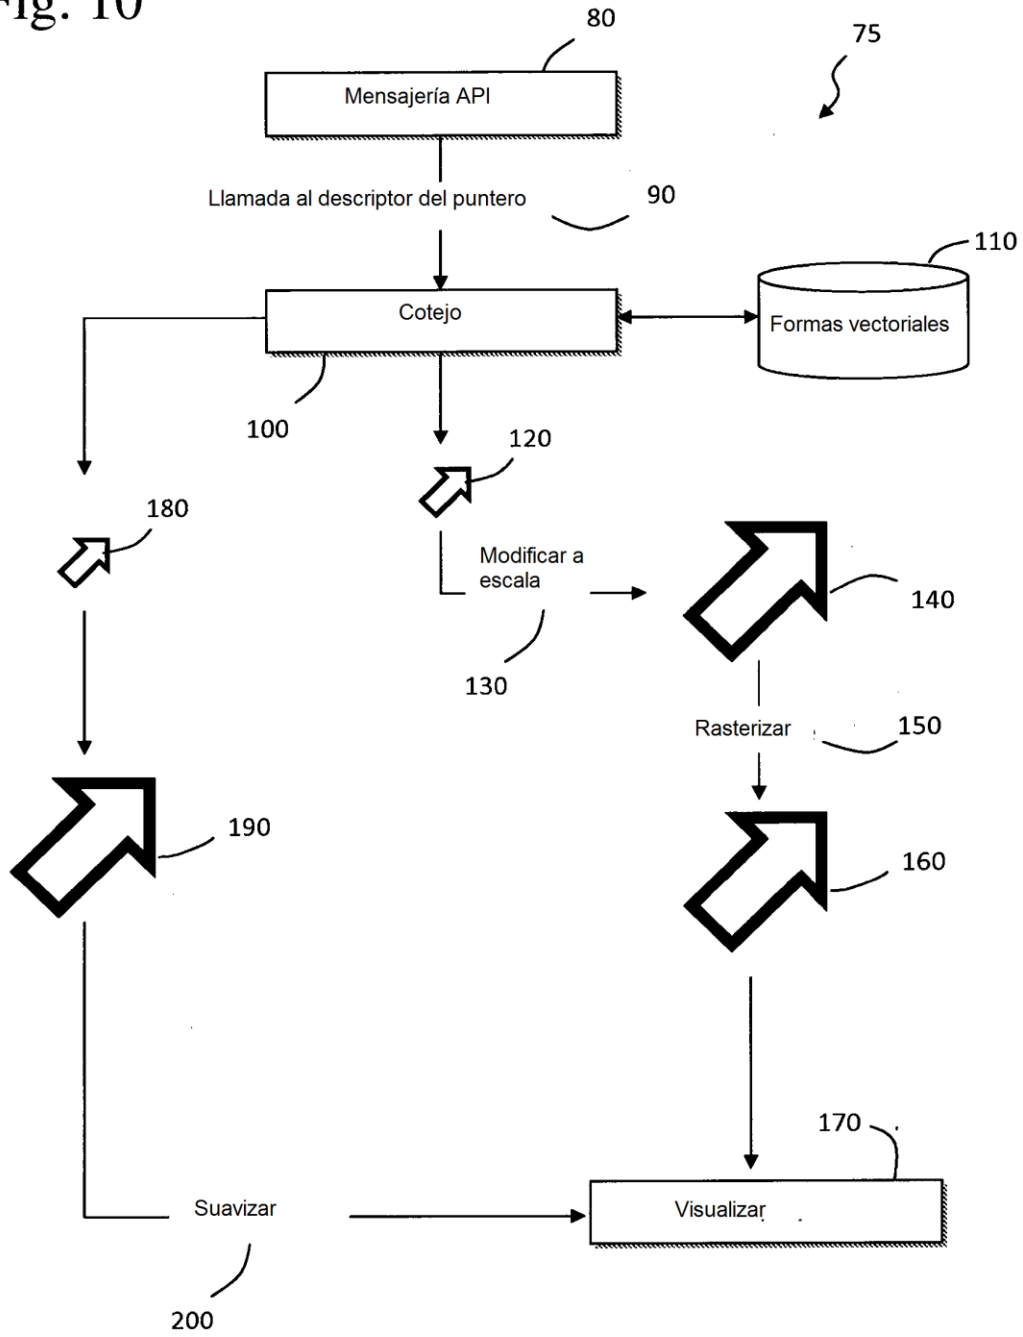 Fig. 10
80
75
Mensajería API
Llamada al descriptor del puntero
90
110
Cotejo
Formas vectoriales
100
120
180
Modificar a
escala
140
130
Rasterizar
150
190
160
170
Suavizar
Visualizar
200